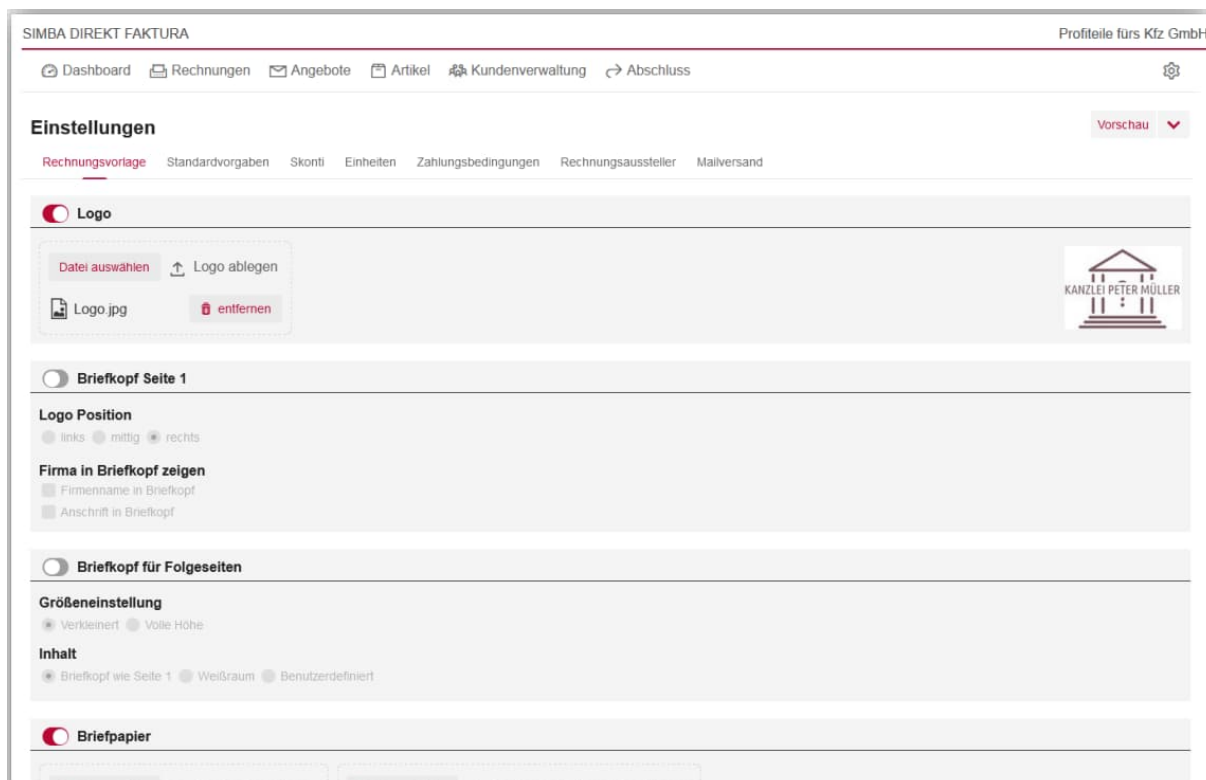 SIMBA DIREKT FAKTURA Profiteile fürs Kfz GmbH
Dashboard Rechnungen Angebote Artikel Kundenverwaltung Abschluss
Einstellungen Vorschau
Rechnungsvorlage Standardvorgaben Skonti Einheiten Zahlungsbedingungen Rechnungsaussteller Mailversand
Logo
Datei auswählen Logo ablegen
KANZLEI PETER MÜLLER
Logo.jpg entfernen
Briefkopf Seite 1
Logo Position
links mittig rechts
Firma in Briefkopf zeigen
Firmenname in Briefkopf
Anschrift in Briefkopf
Briefkopf für Folgeseiten
Größeneinstellung
Verkleinert Volle Höhe
Inhalt
Briefkopf wie Seite 1 Weißraum Benutzerdefiniert
Briefpapier